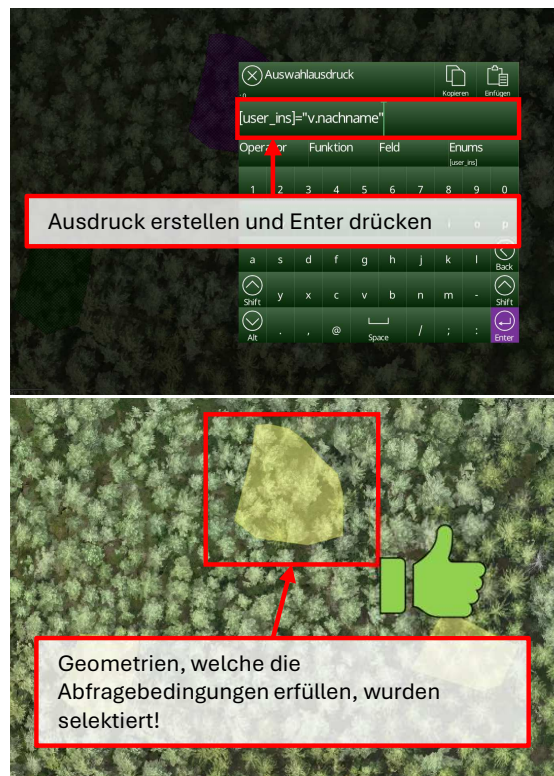 Auswahlausdruck
Kopieren
Einfügen
[user_ins]="v.nachname"
Operator Funktion Feld Enums
[user_ins]
1 2 3 4 5 6 7 8 9 0
Ausdruck erstellen und Enter drücken
i o p
a s d f g h j k l
Back
Shift y x c v b n m - Shift
Alt . , @ Space / ; : Enter
Geometrien, welche die
Abfragebedingungen erfüllen, wurden
selektiert!